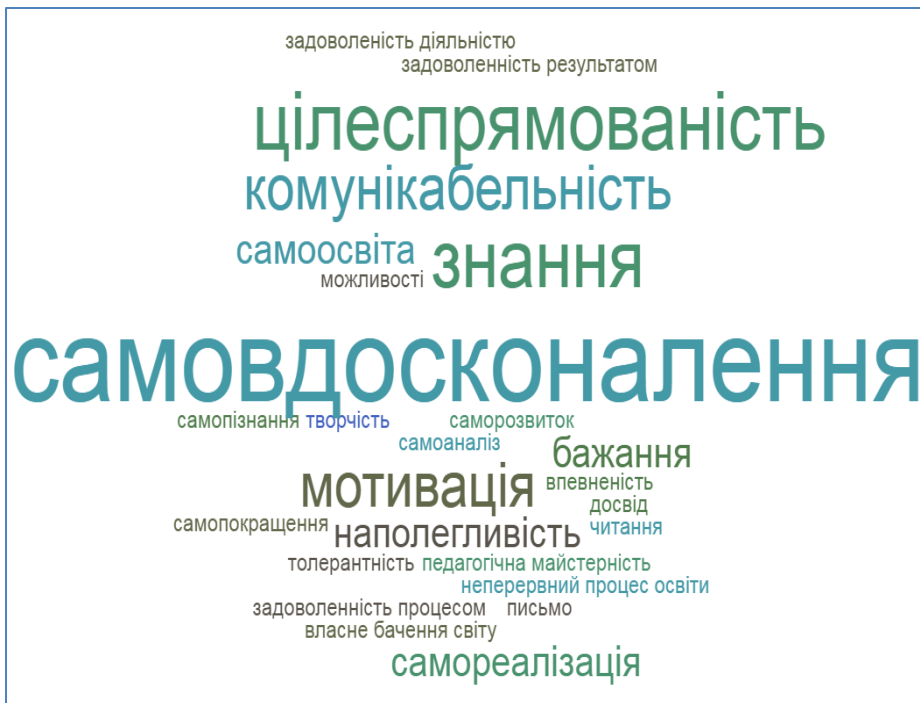 задоволеність діяльністю
задоволенність результатом
цілеспрямованість
комунікабельність
самоосвіта знання
можливості
самовдосконалення
самопізнання творчість саморозвиток
самоаналіз бажання
мотивація впевненість
досвід
самопокращення наполегливість читання
толерантність педагогічна майстерність
неперервний процес освіти
задоволенність процесом письмо
власне бачення світу
самореалізація